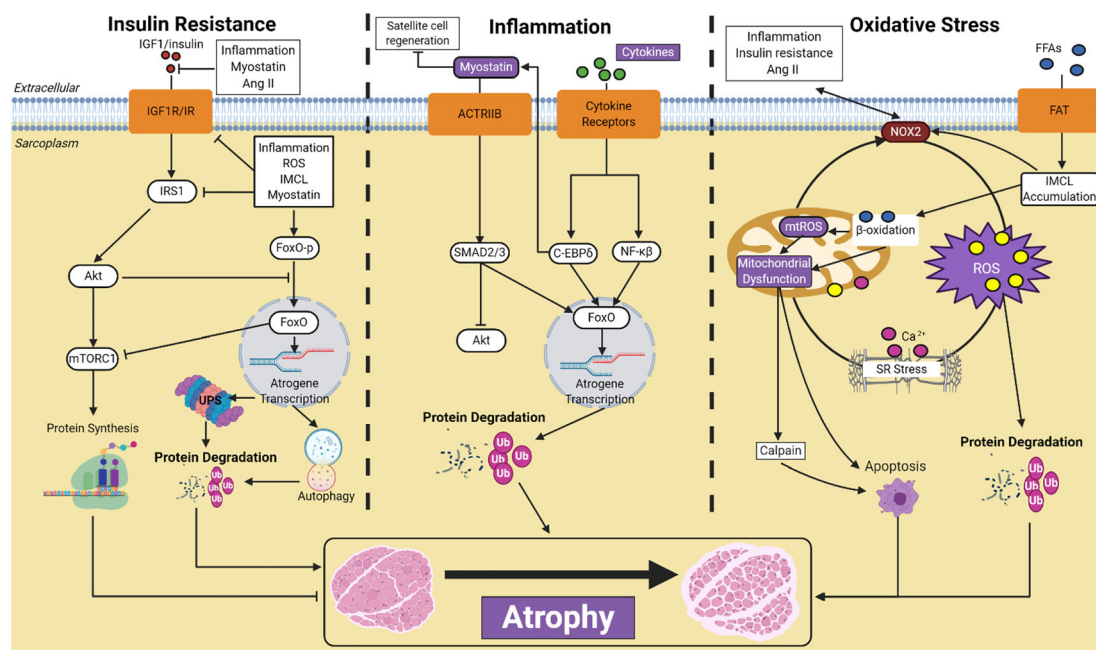 Insulin Resistance
IGF1/insulin
Inflammation
Myostatin
Ang II
Extracellular
IGF1R/IR
Sarcoplasm
Inflammation
ROS
IMCL
Myostatin
IRS1
FoxO-p
Akt
FoxO
mTORC1
Atrogene
Transcription
UPS
Protein Synthesis
Protein Degradation
Ub
Ub
Ub
Ub
Autophagy
Inflammation
Satellite cell
regeneration
Myostatin
Cytokines
ACTRIIB
Cytokine
Receptors
SMAD2/3
C-EBPδ
NF-κβ
FoxO
Akt
Atrogene
Transcription
Protein Degradation
Ub
Ub
Ub
Ub
Oxidative Stress
Inflammation
Insulin resistance
Ang II
FFAs
FAT
NOX2
IMCL
Accumulation
mtROS
β-oxidation
Mitochondrial
Dysfunction
ROS
Ca2+
SR Stress
Calpain
Apoptosis
Protein Degradation
Ub
Ub
Ub
Ub
Atrophy